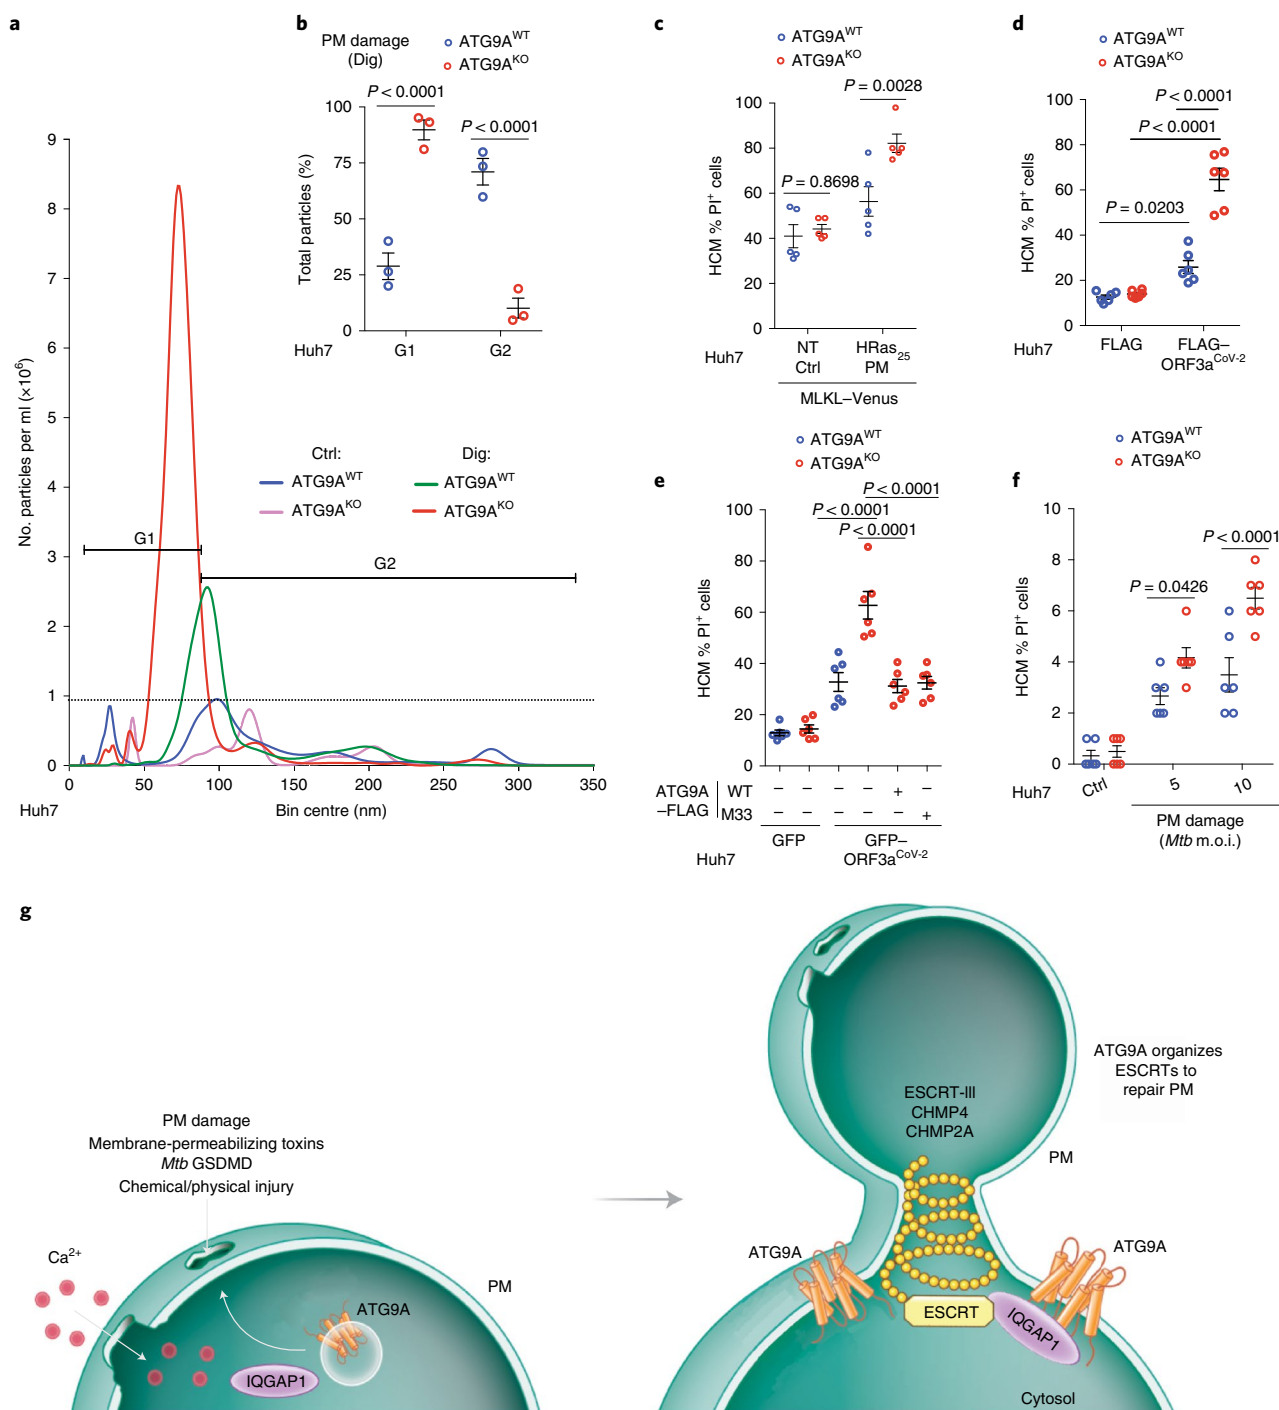 a
No. particles per ml (×10⁶)
9
8
7
6
5
4
3
2
1
0
0
50
100
150
200
250
300
350
Bin centre (nm)
Huh7
G1
G2
Ctrl:
Dig:
ATG9A^WT
ATG9A^WT
ATG9A^KO
ATG9A^KO
b
PM damage
(Dig)
ATG9A^WT
ATG9A^KO
P < 0.0001
P < 0.0001
Total particles (%)
100
75
50
25
0
Huh7
G1
G2
c
ATG9A^WT
ATG9A^KO
P = 0.0028
P = 0.8698
HCM % PI⁺ cells
100
80
60
40
20
0
Huh7
NT
Ctrl
HRas₂₅
PM
MLKL–Venus
d
ATG9A^WT
ATG9A^KO
P < 0.0001
P < 0.0001
P = 0.0203
HCM % PI⁺ cells
100
80
60
40
20
0
Huh7
FLAG
FLAG–
ORF3a^CoV-2
e
ATG9A^WT
ATG9A^KO
P < 0.0001
P < 0.0001
P < 0.0001
HCM % PI⁺ cells
100
80
60
40
20
0
ATG9A
–FLAG
WT – – – – + –
M33 – – – – – +
GFP
GFP–
ORF3a^CoV-2
Huh7
f
ATG9A^WT
ATG9A^KO
P < 0.0001
P = 0.0426
HCM % PI⁺ cells
10
8
6
4
2
0
Huh7
Ctrl
5
10
PM damage
(Mtb m.o.i.)
g
PM damage
Membrane-permeabilizing toxins
Mtb GSDMD
Chemical/physical injury
Ca²⁺
PM
ATG9A
IQGAP1
ESCRT-III
CHMP4
CHMP2A
ATG9A organizes
ESCRTs to
repair PM
PM
ATG9A
ATG9A
ESCRT
IQGAP1
Cytosol